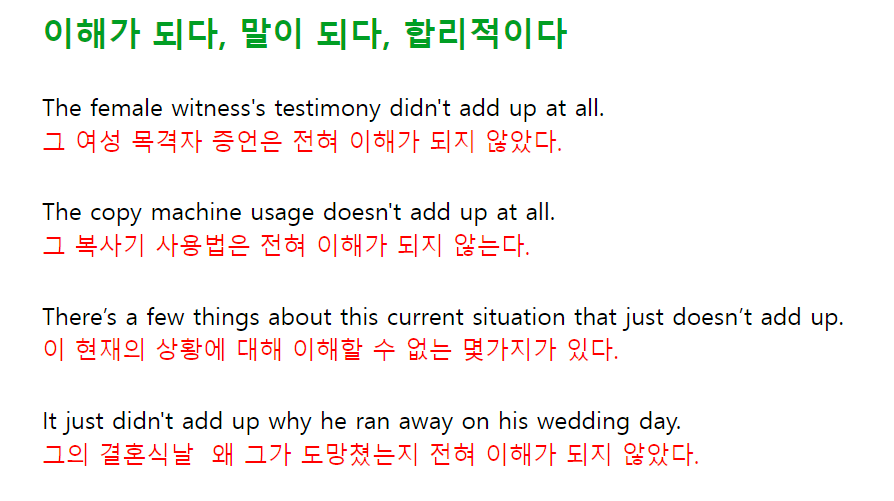 이해가 되다, 말이 되다, 합리적이다
The female witness's testimony didn't add up at all.
그 여성 목격자 증언은 전혀 이해가 되지 않았다.
The copy machine usage doesn't add up at all.
그 복사기 사용법은 전혀 이해가 되지 않는다.
There’s a few things about this current situation that just doesn’t add up.
이 현재의 상황에 대해 이해할 수 없는 몇가지가 있다.
It just didn't add up why he ran away on his wedding day.
그의 결혼식날  왜 그가 도망쳤는지 전혀 이해가 되지 않았다.